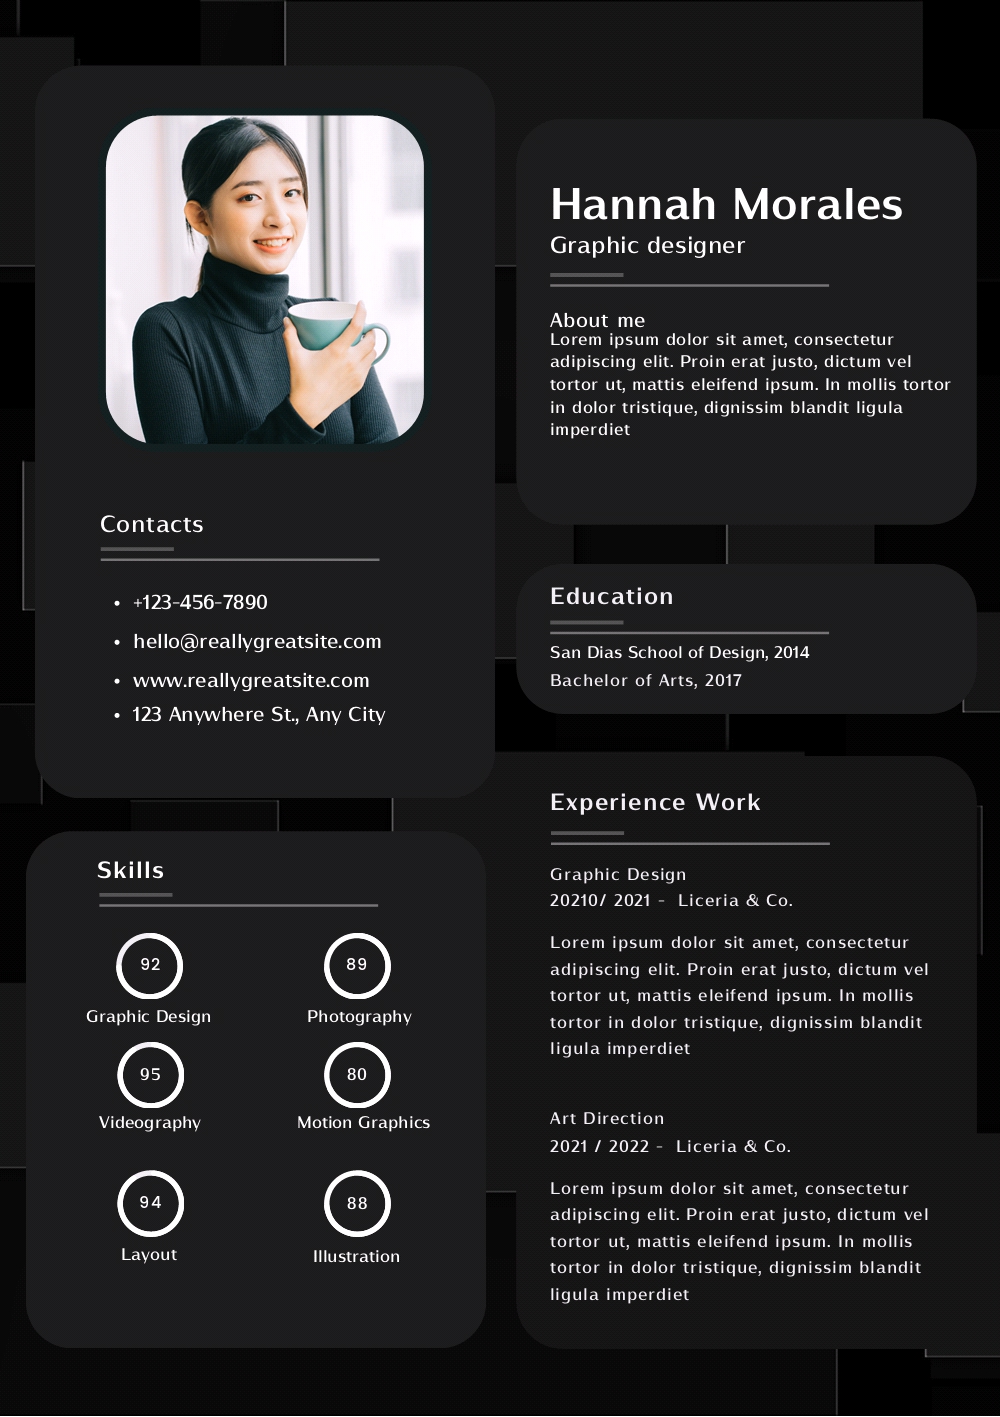 Hannah Morales
Graphic designer
About me
Lorem ipsum dolor sit amet, consectetur
adipiscing elit. Proin erat justo, dictum vel
tortor ut, mattis eleifend ipsum. In mollis tortor
in dolor tristique, dignissim blandit ligula
imperdiet
Contacts
• +123-456-7890
• hello@reallygreatsite.com
• www.reallygreatsite.com
• 123 Anywhere St., Any City
Education
San Dias School of Design, 2014
Bachelor of Arts, 2017
Skills
92
Graphic Design
89
Photography
95
Videography
80
Motion Graphics
94
Layout
88
Illustration
Experience Work
Graphic Design
20210/ 2021 - Liceria & Co.
Lorem ipsum dolor sit amet, consectetur
adipiscing elit. Proin erat justo, dictum vel
tortor ut, mattis eleifend ipsum. In mollis
tortor in dolor tristique, dignissim blandit
ligula imperdiet
Art Direction
2021 / 2022 - Liceria & Co.
Lorem ipsum dolor sit amet, consectetur
adipiscing elit. Proin erat justo, dictum vel
tortor ut, mattis eleifend ipsum. In mollis
tortor in dolor tristique, dignissim blandit
ligula imperdiet